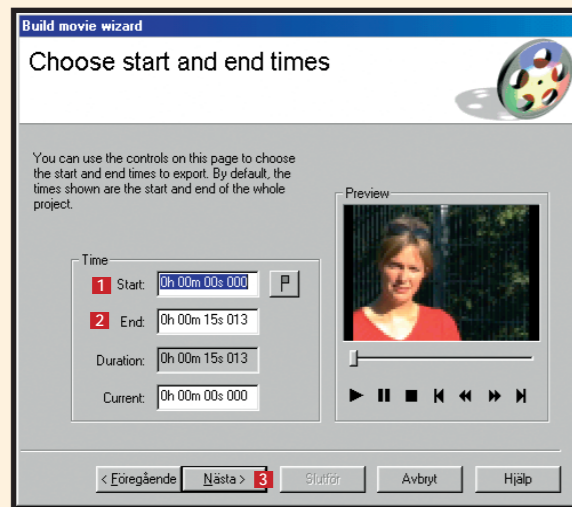 Build movie wizard
Choose start and end times
You can use the controls on this page to choose
the start and end times to export. By default, the
times shown are the start and end of the whole
project.
Time
1 Start: 0h 00m 00s 000
2 End: 0h 00m 15s 013
Duration: 0h 00m 15s 013
Current: 0h 00m 00s 000
Preview
< Föregående Nästa > 3 Slutför Avbryt Hjälp